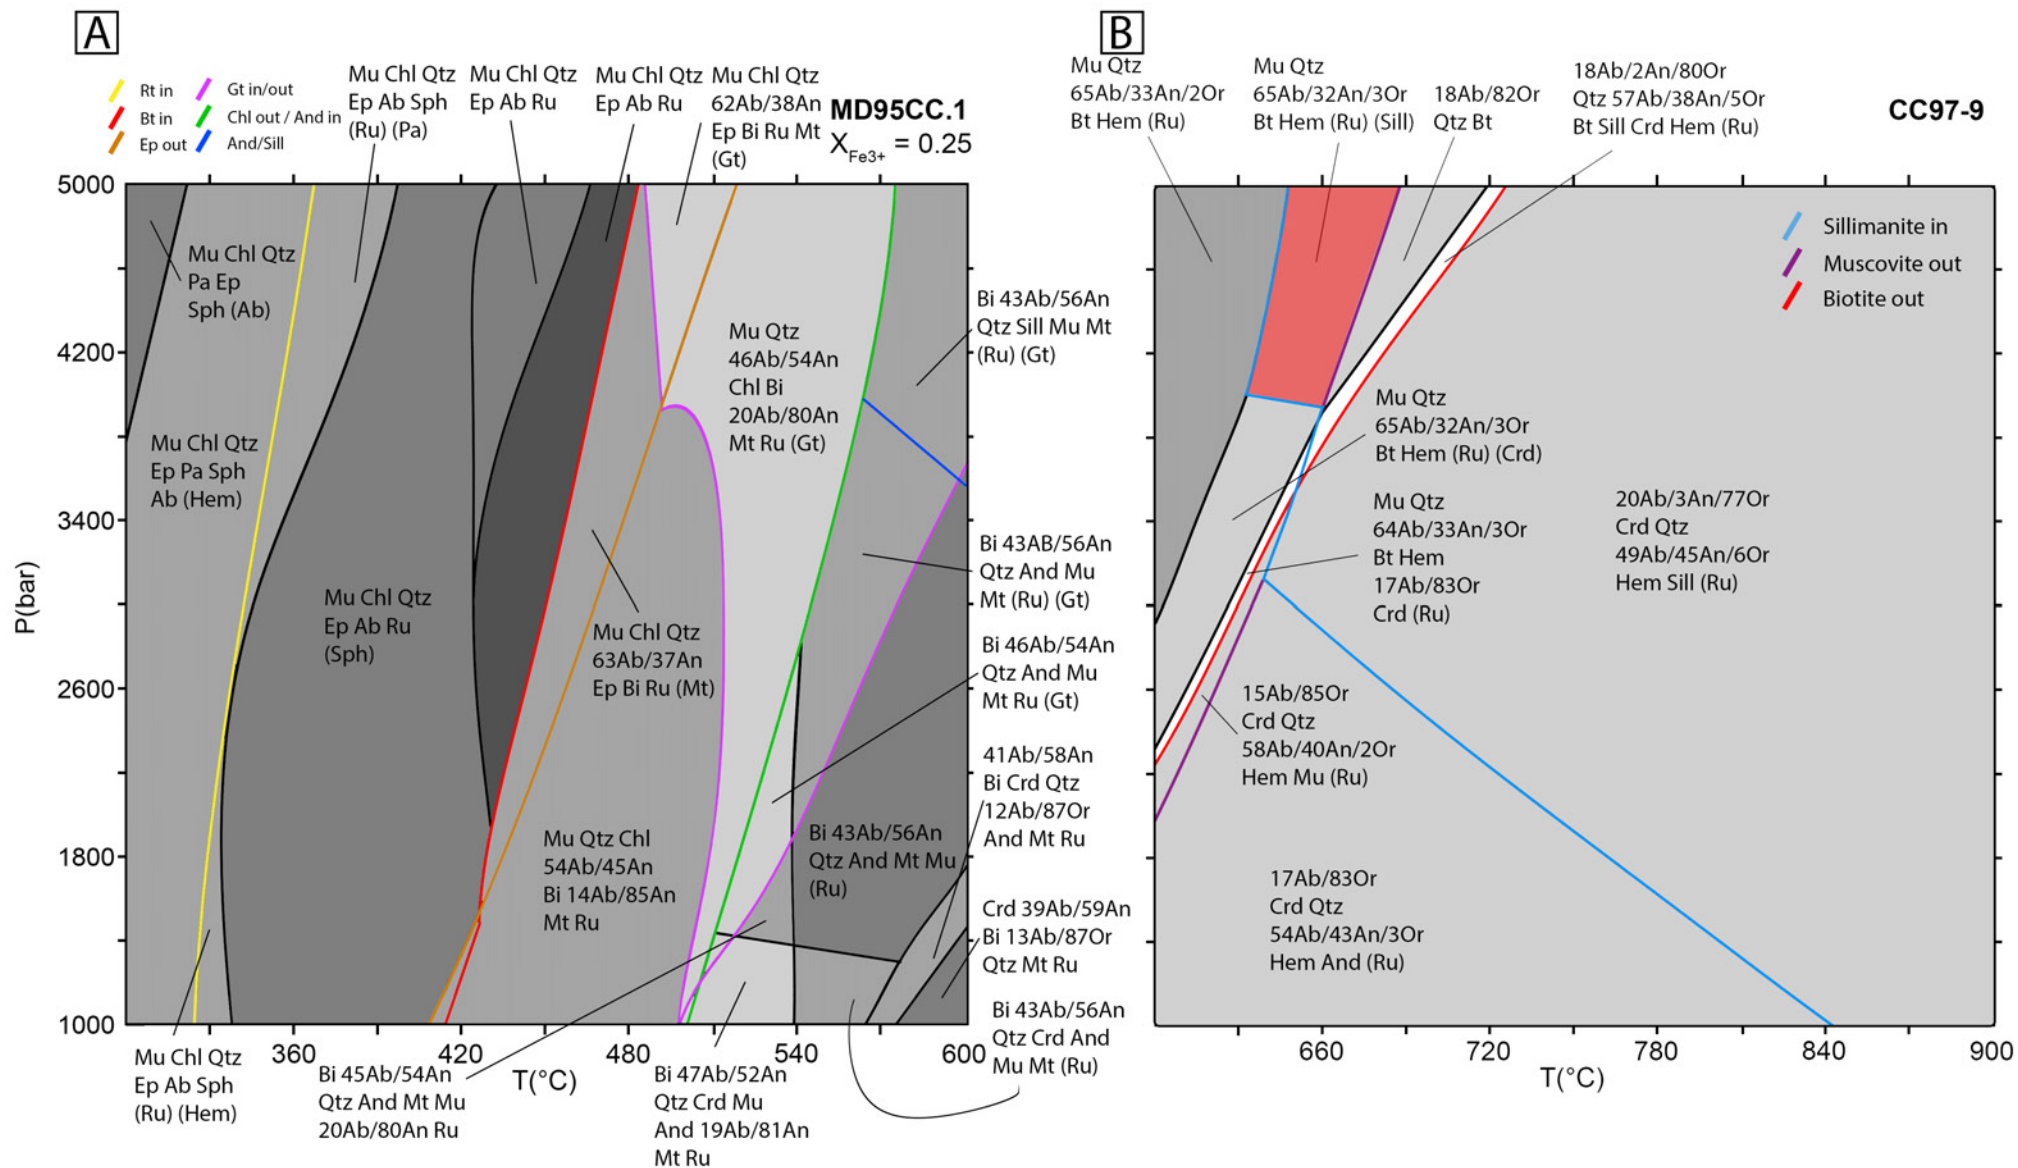 A
B
Rt in
Bt in
Ep out
Gt in/out
Chl out / And in
And/Sill
Mu Chl Qtz
Ep Ab Sph
(Ru) (Pa)
Mu Chl Qtz
Ep Ab Ru
Mu Chl Qtz
Ep Ab Ru
Mu Chl Qtz
62Ab/38An
Ep Bi Ru Mt
(Gt)
MD95CC.1
XFe3+ = 0.25
P(bar)
5000
4200
3400
2600
1800
1000
360
420
480
540
600
T(°C)
Mu Chl Qtz
Pa Ep
Sph (Ab)
Mu Chl Qtz
Ep Pa Sph
Ab (Hem)
Mu Chl Qtz
Ep Ab Ru
(Sph)
Mu Chl Qtz
63Ab/37An
Ep Bi Ru (Mt)
Mu Qtz
46Ab/54An
Chl Bi
20Ab/80An
Mt Ru (Gt)
Mu Qtz Chl
54Ab/45An
Bi 14Ab/85An
Mt Ru
Bi 43Ab/56An
Qtz And Mt Mu
(Ru)
Bi 43Ab/56An
Qtz Sill Mu Mt
(Ru) (Gt)
Bi 43AB/56An
Qtz And Mu
Mt (Ru) (Gt)
Bi 46Ab/54An
Qtz And Mu
Mt Ru (Gt)
41Ab/58An
Bi Crd Qtz
12Ab/87Or
And Mt Ru
Crd 39Ab/59An
Bi 13Ab/87Or
Qtz Mt Ru
Bi 43Ab/56An
Qtz Crd And
Mu Mt (Ru)
Mu Chl Qtz
Ep Ab Sph
(Ru) (Hem)
Bi 45Ab/54An
Qtz And Mt Mu
20Ab/80An Ru
Bi 47Ab/52An
Qtz Crd Mu
And 19Ab/81An
Mt Ru
Mu Qtz
65Ab/33An/2Or
Bt Hem (Ru)
Mu Qtz
65Ab/32An/3Or
Bt Hem (Ru) (Sill)
18Ab/82Or
Qtz Bt
18Ab/2An/80Or
Qtz 57Ab/38An/5Or
Bt Sill Crd Hem (Ru)
CC97-9
Sillimanite in
Muscovite out
Biotite out
Mu Qtz
65Ab/32An/3Or
Bt Hem (Ru) (Crd)
Mu Qtz
64Ab/33An/3Or
Bt Hem
17Ab/83Or
Crd (Ru)
20Ab/3An/77Or
Crd Qtz
49Ab/45An/6Or
Hem Sill (Ru)
15Ab/85Or
Crd Qtz
58Ab/40An/2Or
Hem Mu (Ru)
17Ab/83Or
Crd Qtz
54Ab/43An/3Or
Hem And (Ru)
660
720
780
840
900
T(°C)